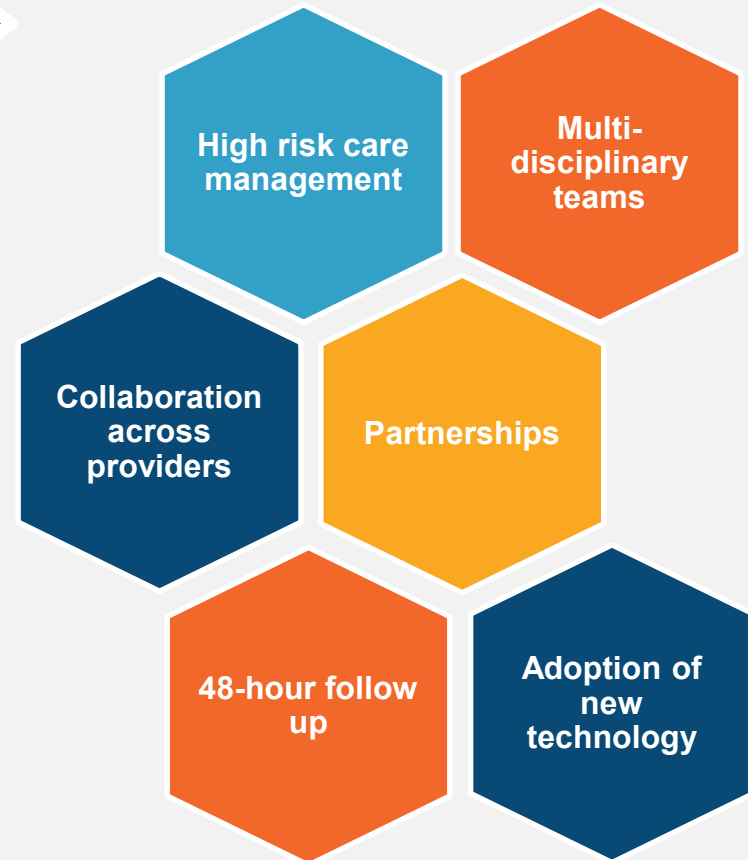 High risk care
management
Multi-
disciplinary
teams
Collaboration
across
providers
Partnerships
48-hour follow
up
Adoption of
new
technology